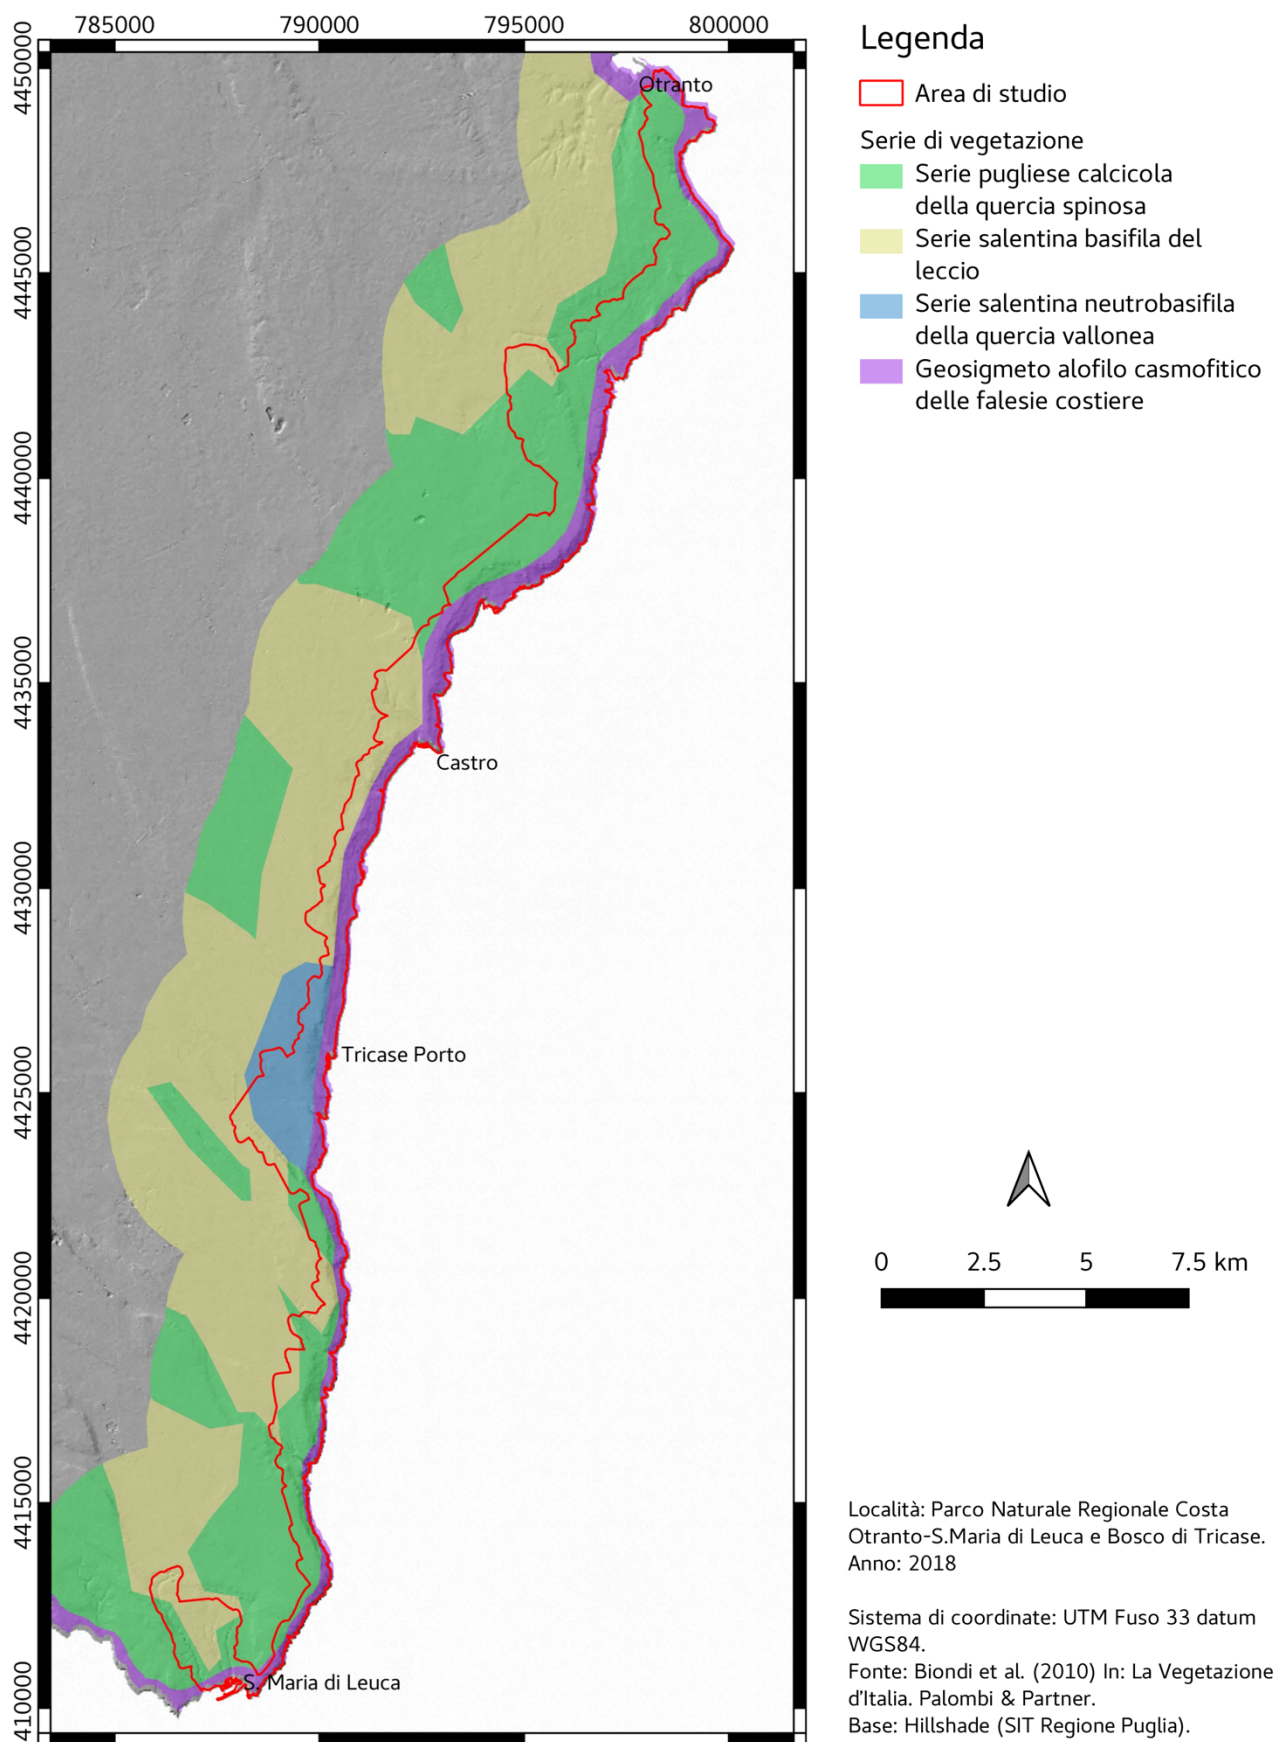 785000 790000 795000 800000
4450000
4445000
4440000
4435000
4430000
4425000
4420000
4415000
410000
Otranto
Castro
Tricase Porto
S. Maria di Leuca
Legenda
Area di studio
Serie di vegetazione
Serie pugliese calcicola
della quercia spinosa
Serie salentina basifila del
leccio
Serie salentina neutrobasifila
della quercia vallonea
Geosigmeto alofilo casmofitico
delle falesie costiere
0 2.5 5 7.5 km
Località: Parco Naturale Regionale Costa
Otranto-S.Maria di Leuca e Bosco di Tricase.
Anno: 2018
Sistema di coordinate: UTM Fuso 33 datum
WGS84.
Fonte: Biondi et al. (2010) In: La Vegetazione
d'Italia. Palombi & Partner.
Base: Hillshade (SIT Regione Puglia).